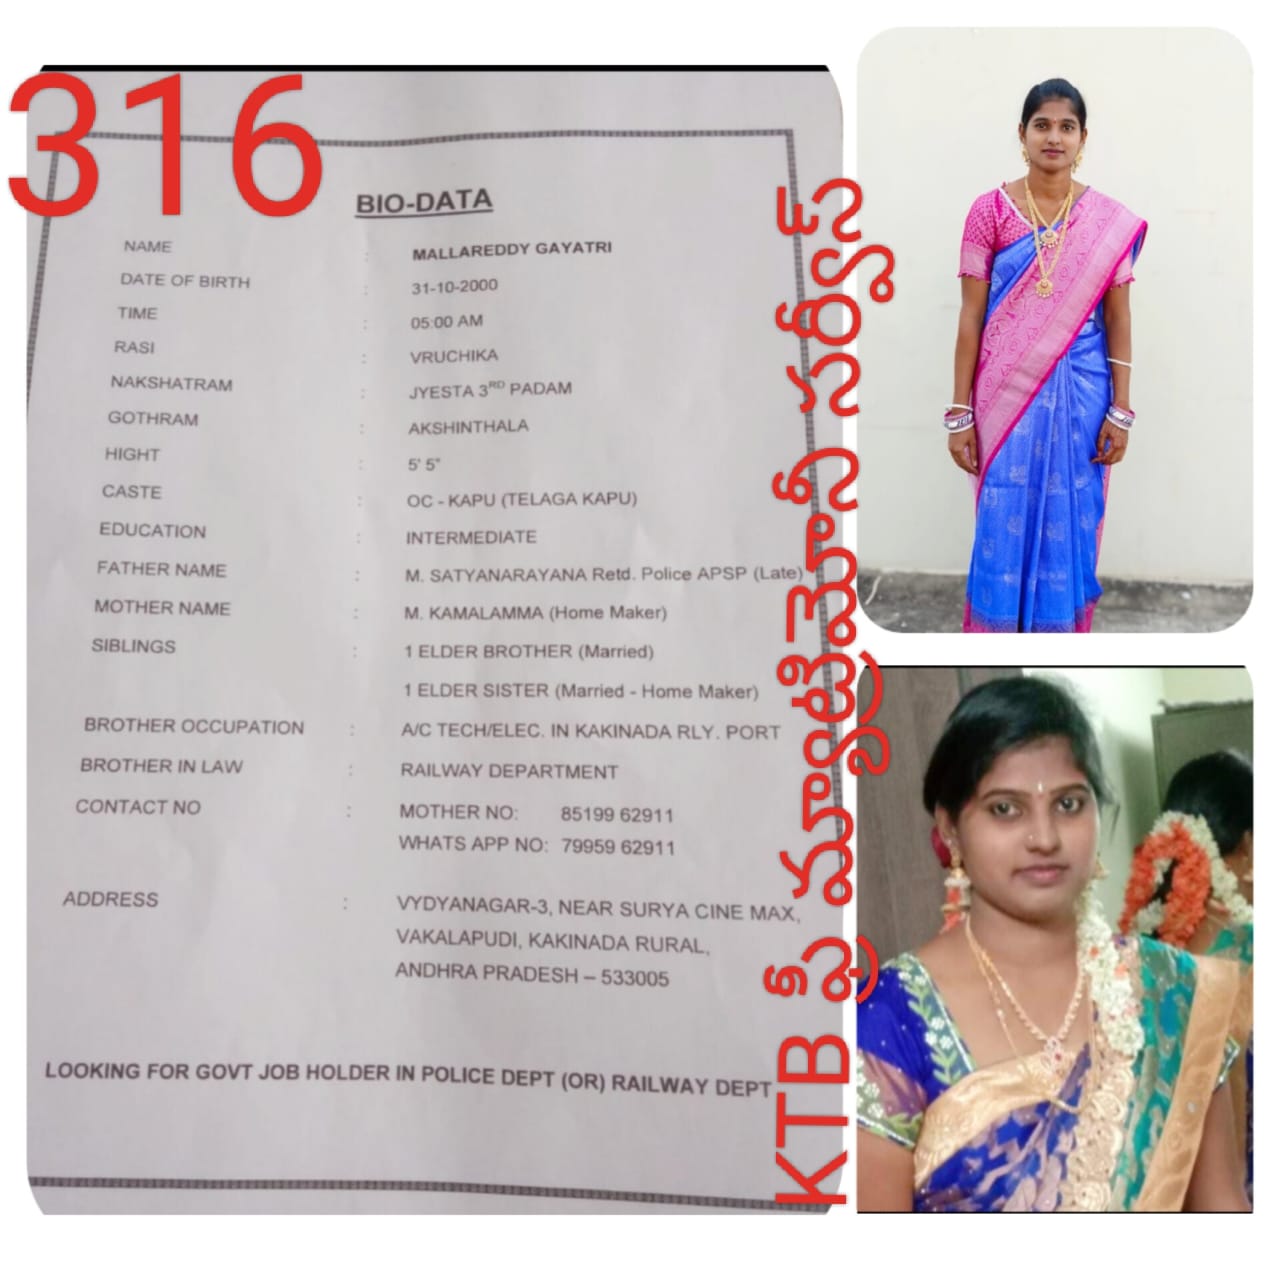 316
BIO-DATA
NAME : MALLAREDDY GAYATRI
DATE OF BIRTH : 31-10-2000
TIME : 05:00 AM
RASI : VRUCHIKA
NAKSHATRAM : JYESTA 3RD PADAM
GOTHRAM : AKSHINTHALA
HIGHT : 5' 5"
CASTE : OC - KAPU (TELAGA KAPU)
EDUCATION : INTERMEDIATE
FATHER NAME : M. SATYANARAYANA Retd. Police APSP (Late)
MOTHER NAME : M. KAMALAMMA (Home Maker)
SIBLINGS : 1 ELDER BROTHER (Married)
1 ELDER SISTER (Married - Home Maker)
BROTHER OCCUPATION : A/C TECH/ELEC. IN KAKINADA RLY. PORT
BROTHER IN LAW : RAILWAY DEPARTMENT
CONTACT NO : MOTHER NO: 85199 62911
WHATS APP NO: 79959 62911
ADDRESS : VYDYANAGAR-3, NEAR SURYA CINE MAX,
VAKALAPUDI, KAKINADA RURAL,
ANDHRA PRADESH – 533005
LOOKING FOR GOVT JOB HOLDER IN POLICE DEPT (OR) RAILWAY DEPT
KTB ఫ్రీ మ్యాట్రిమోనీ సర్వీస్